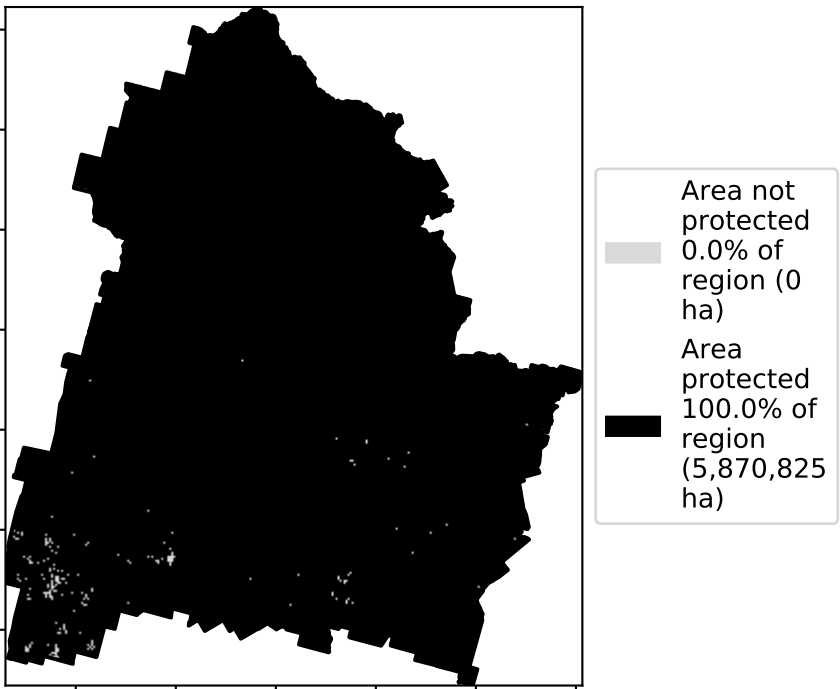 Area not
protected
0.0% of
region (0
ha)
Area
protected
100.0% of
region
(5,870,825
ha)